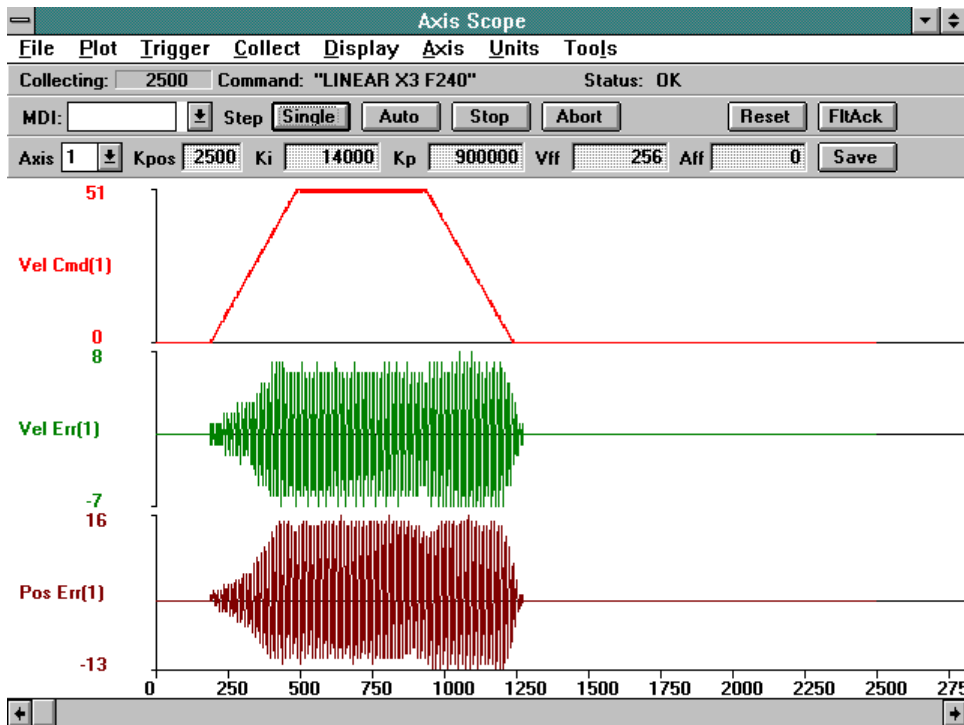 Axis Scope
File Plot Trigger Collect Display Axis Units Tools
Collecting: 2500 Command: "LINEAR X3 F240" Status: OK
MDI: Step Single Auto Stop Abort Reset FltAck
Axis 1 Kpos 2500 Ki 14000 Kp 900000 Vff 256 Aff 0 Save
51
Vel Cmd(1)
0
8
Vel Err(1)
-7
16
Pos Err(1)
-13
0 250 500 750 1000 1250 1500 1750 2000 2250 2500 275